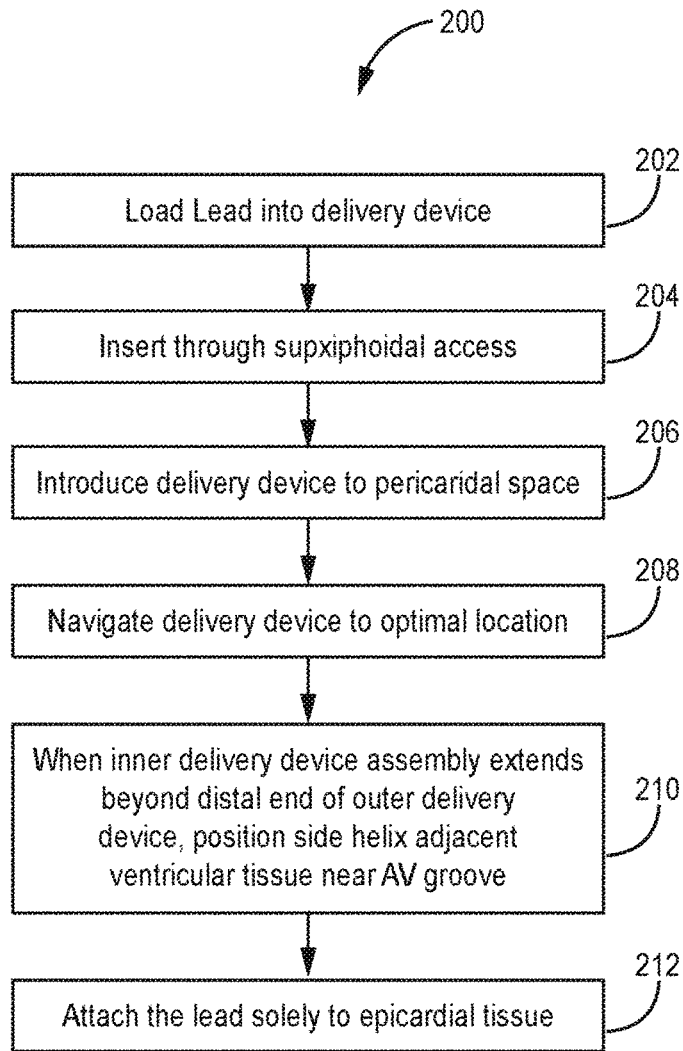 200
202
Load Lead into delivery device
204
Insert through supxiphoidal access
206
Introduce delivery device to pericaridal space
208
Navigate delivery device to optimal location
When inner delivery device assembly extends
beyond distal end of outer delivery
device, position side helix adjacent
ventricular tissue near AV groove
210
212
Attach the lead solely to epicardial tissue